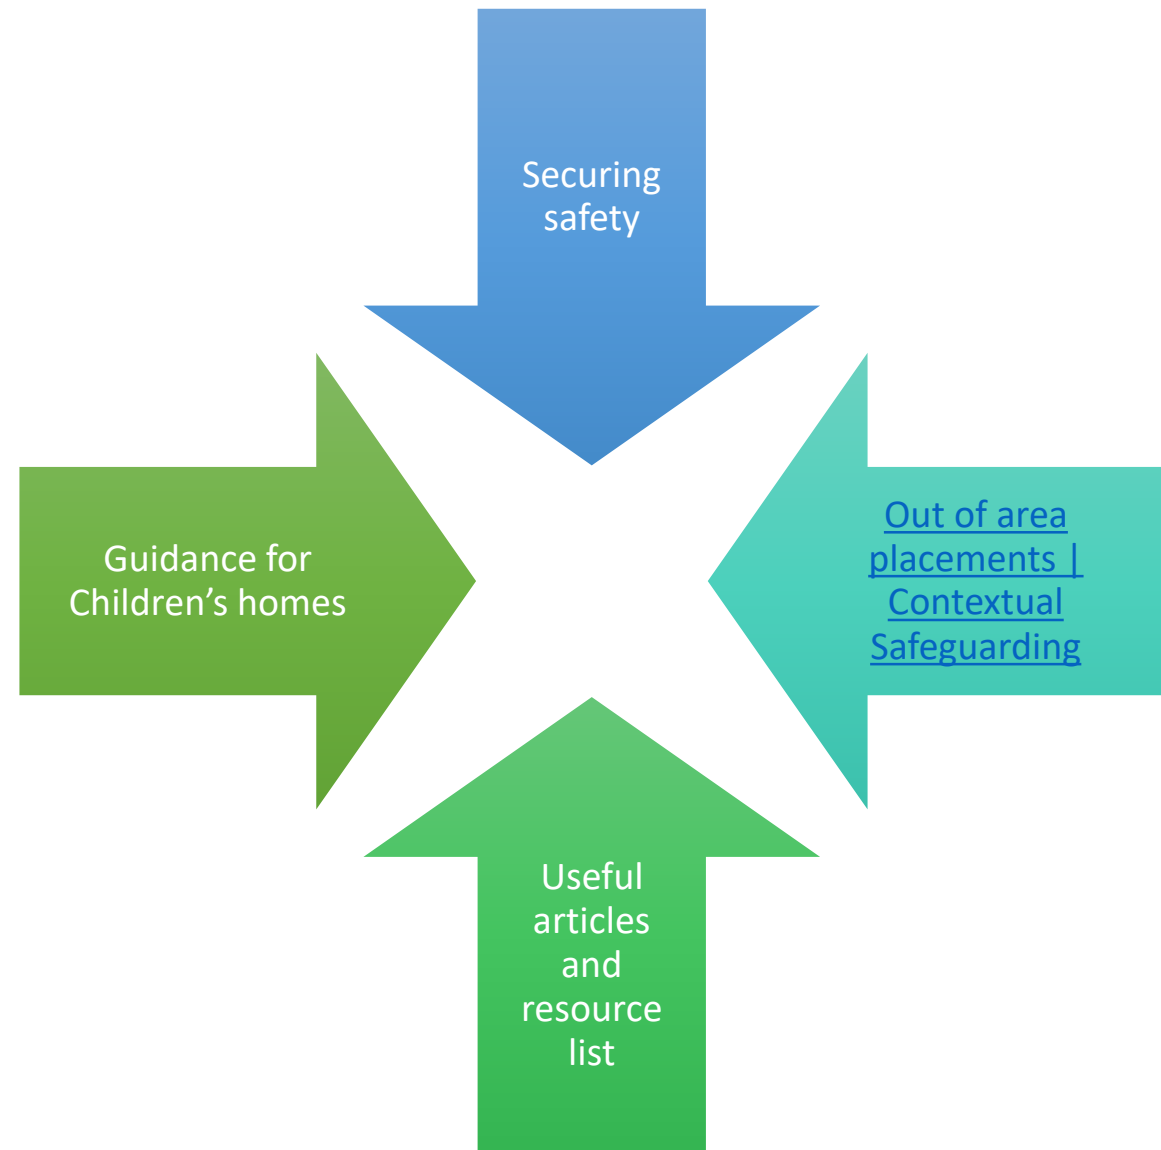 Securing
safety
Guidance for
Children’s homes
Out of area
placements |
Contextual
Safeguarding
Useful
articles
and
resource
list